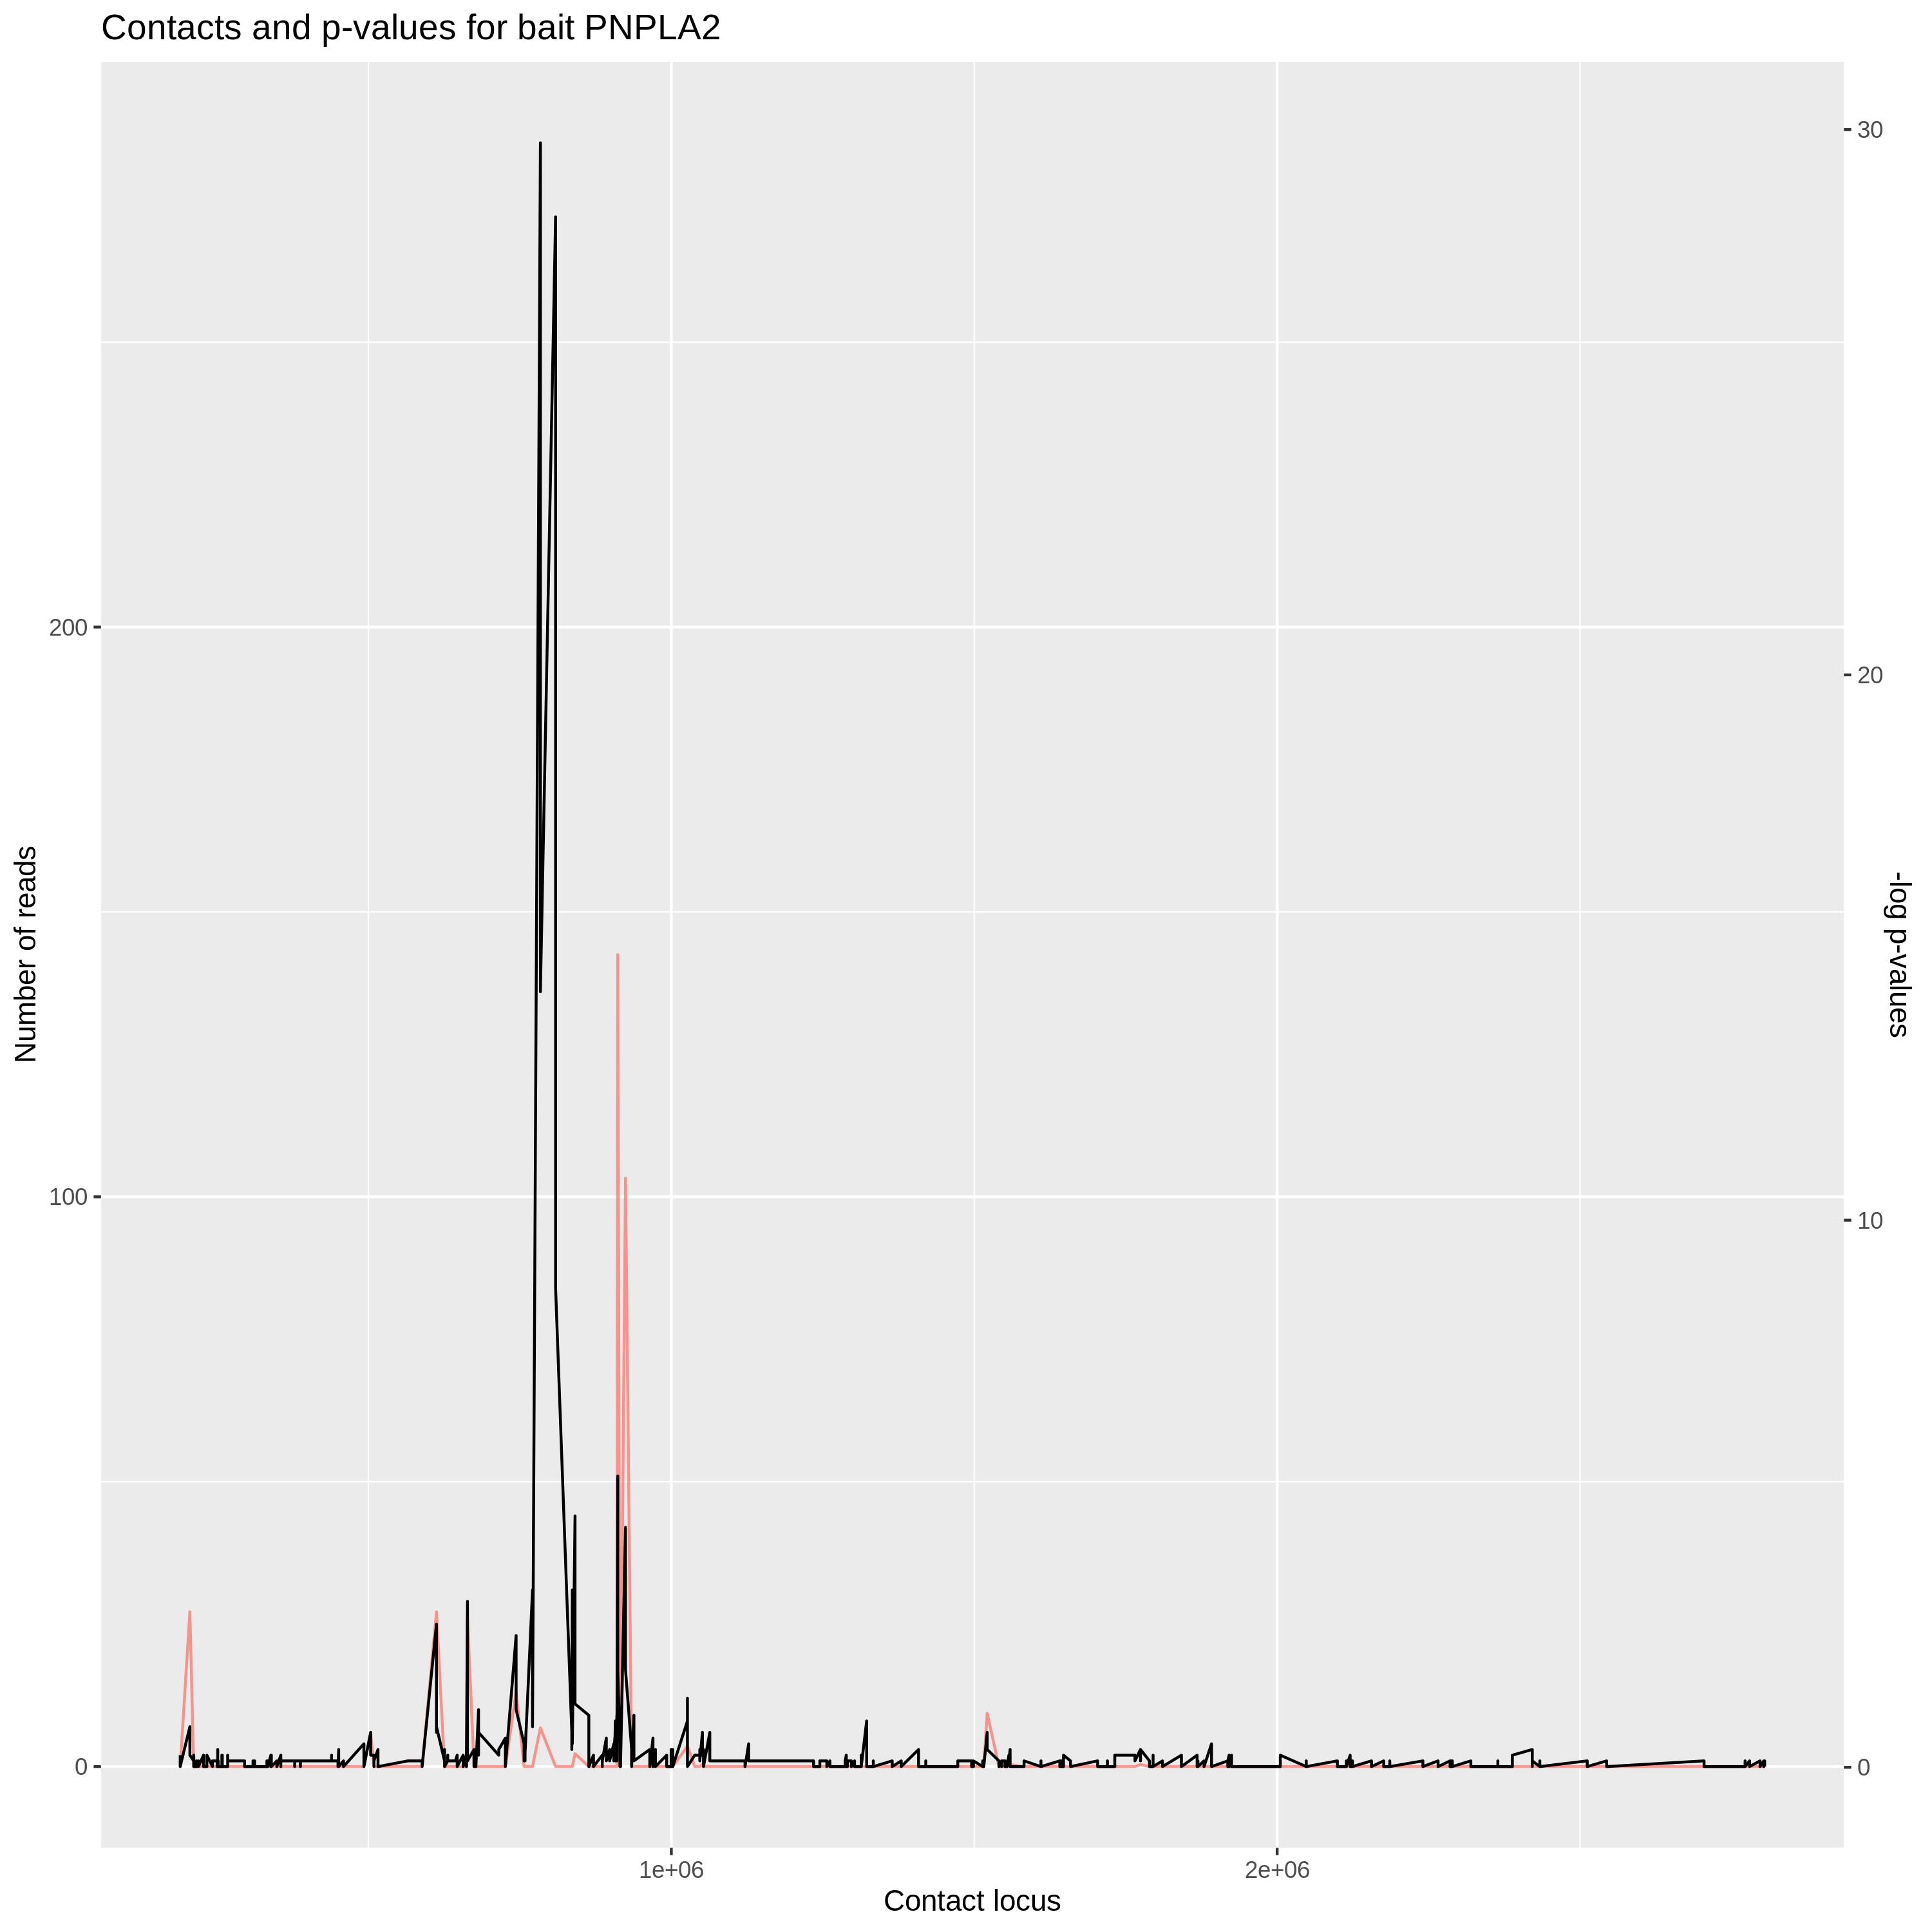 Contacts and p-values for bait PNPLA2
Number of reads
200
100
0
30
20
10
0
-log p-values
1e+06
2e+06
Contact locus